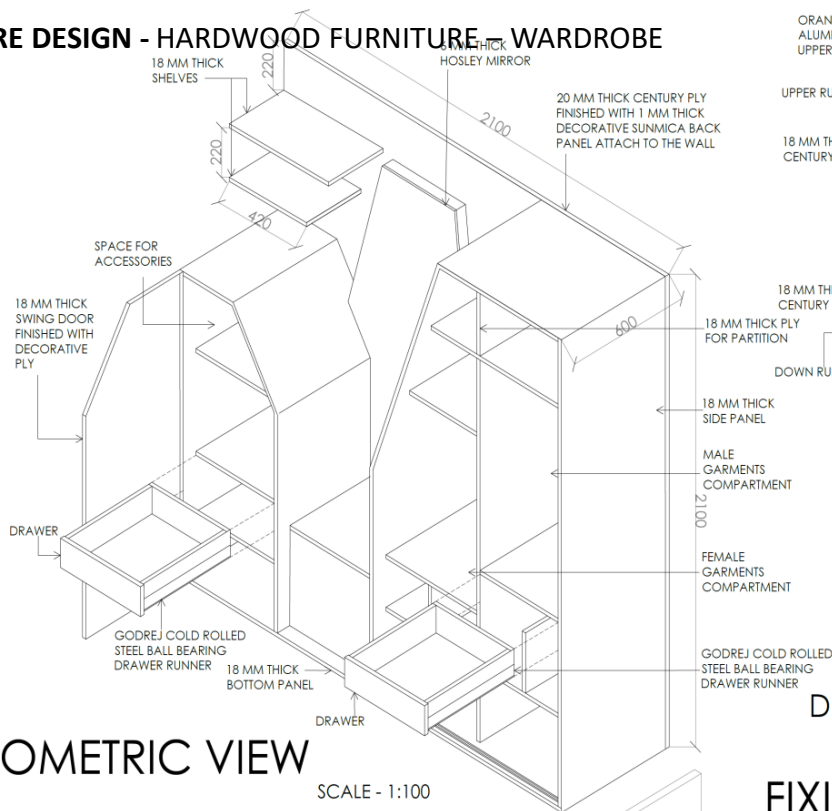 RE DESIGN - HARDWOOD FURNITURE – WARDROBE
18 MM THICK
SHELVES
220
220
420
MM THICK
HOSLEY MIRROR
2100
20 MM THICK CENTURY PLY
FINISHED WITH 1 MM THICK
DECORATIVE SUNMICA BACK
PANEL ATTACH TO THE WALL
SPACE FOR
ACCESSORIES
18 MM THICK
SWING DOOR
FINISHED WITH
DECORATIVE
PLY
600
18 MM THICK PLY
FOR PARTITION
18 MM THICK
SIDE PANEL
MALE
GARMENTS
COMPARTMENT
2100
FEMALE
GARMENTS
COMPARTMENT
DRAWER
GODREJ COLD ROLLED
STEEL BALL BEARING
DRAWER RUNNER
18 MM THICK
BOTTOM PANEL
DRAWER
GODREJ COLD ROLLED
STEEL BALL BEARING
DRAWER RUNNER
OMETRIC VIEW
SCALE - 1:100
ORAN
ALUM
UPPER
UPPER RU
18 MM TH
CENTURY
18 MM TH
CENTURY
DOWN RU
D
FIXI